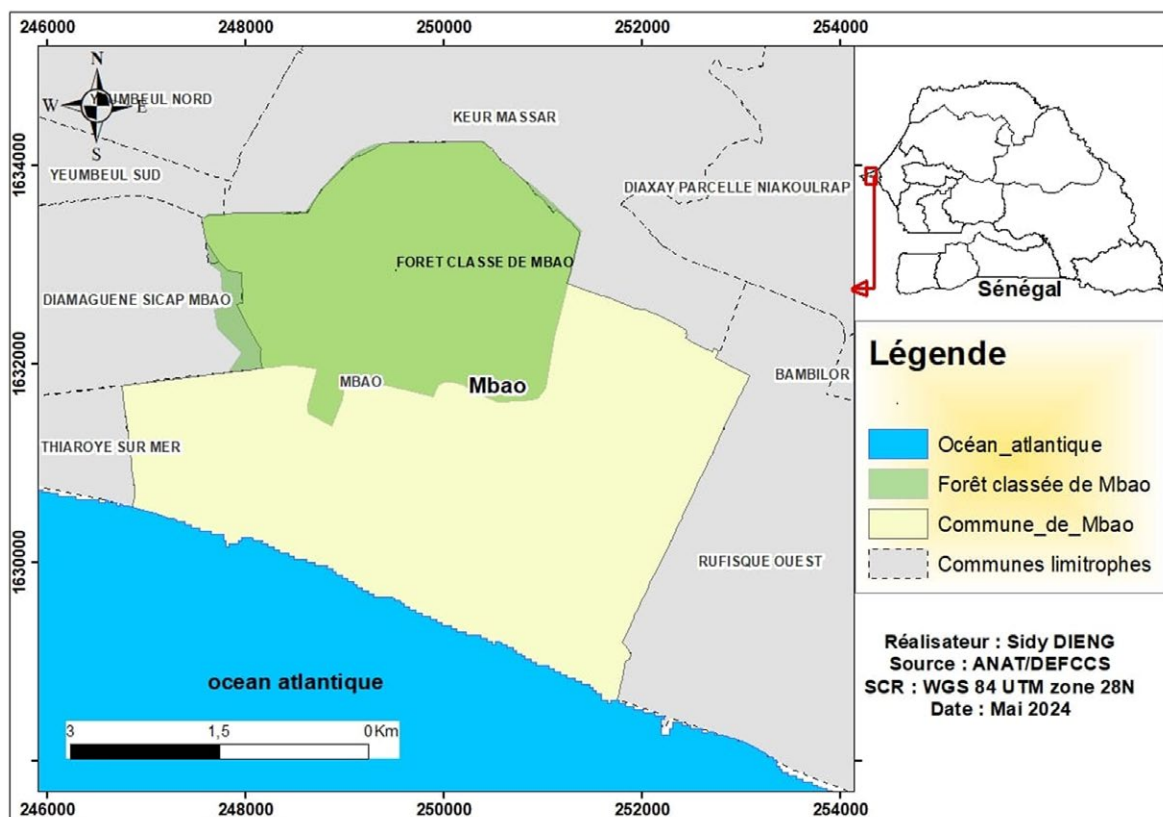 246000 248000 250000 252000 254000
N
W E
S
YEUMBEUL NORD
KEUR MASSAR
1634000
1634000
YEUMBEUL SUD
DIAXAY PARCELLE NIAKOULRAP
FORET CLASSE DE MBAO
DIAMAGUENE SICAP MBAO
Sénégal
1632000
1632000
MBAO
Mbao
BAMBILOR
THIAROYE SUR MER
Légende
Océan_atlantique
Forêt classée de Mbao
Commune_de_Mbao
Communes limitrophes
1630000
1630000
RUFISQUE OUEST
ocean atlantique
3 1,5 0 Km
Réalisateur : Sidy DIENG
Source : ANAT/DEFCCS
SCR : WGS 84 UTM zone 28N
Date : Mai 2024
246000 248000 250000 252000 254000